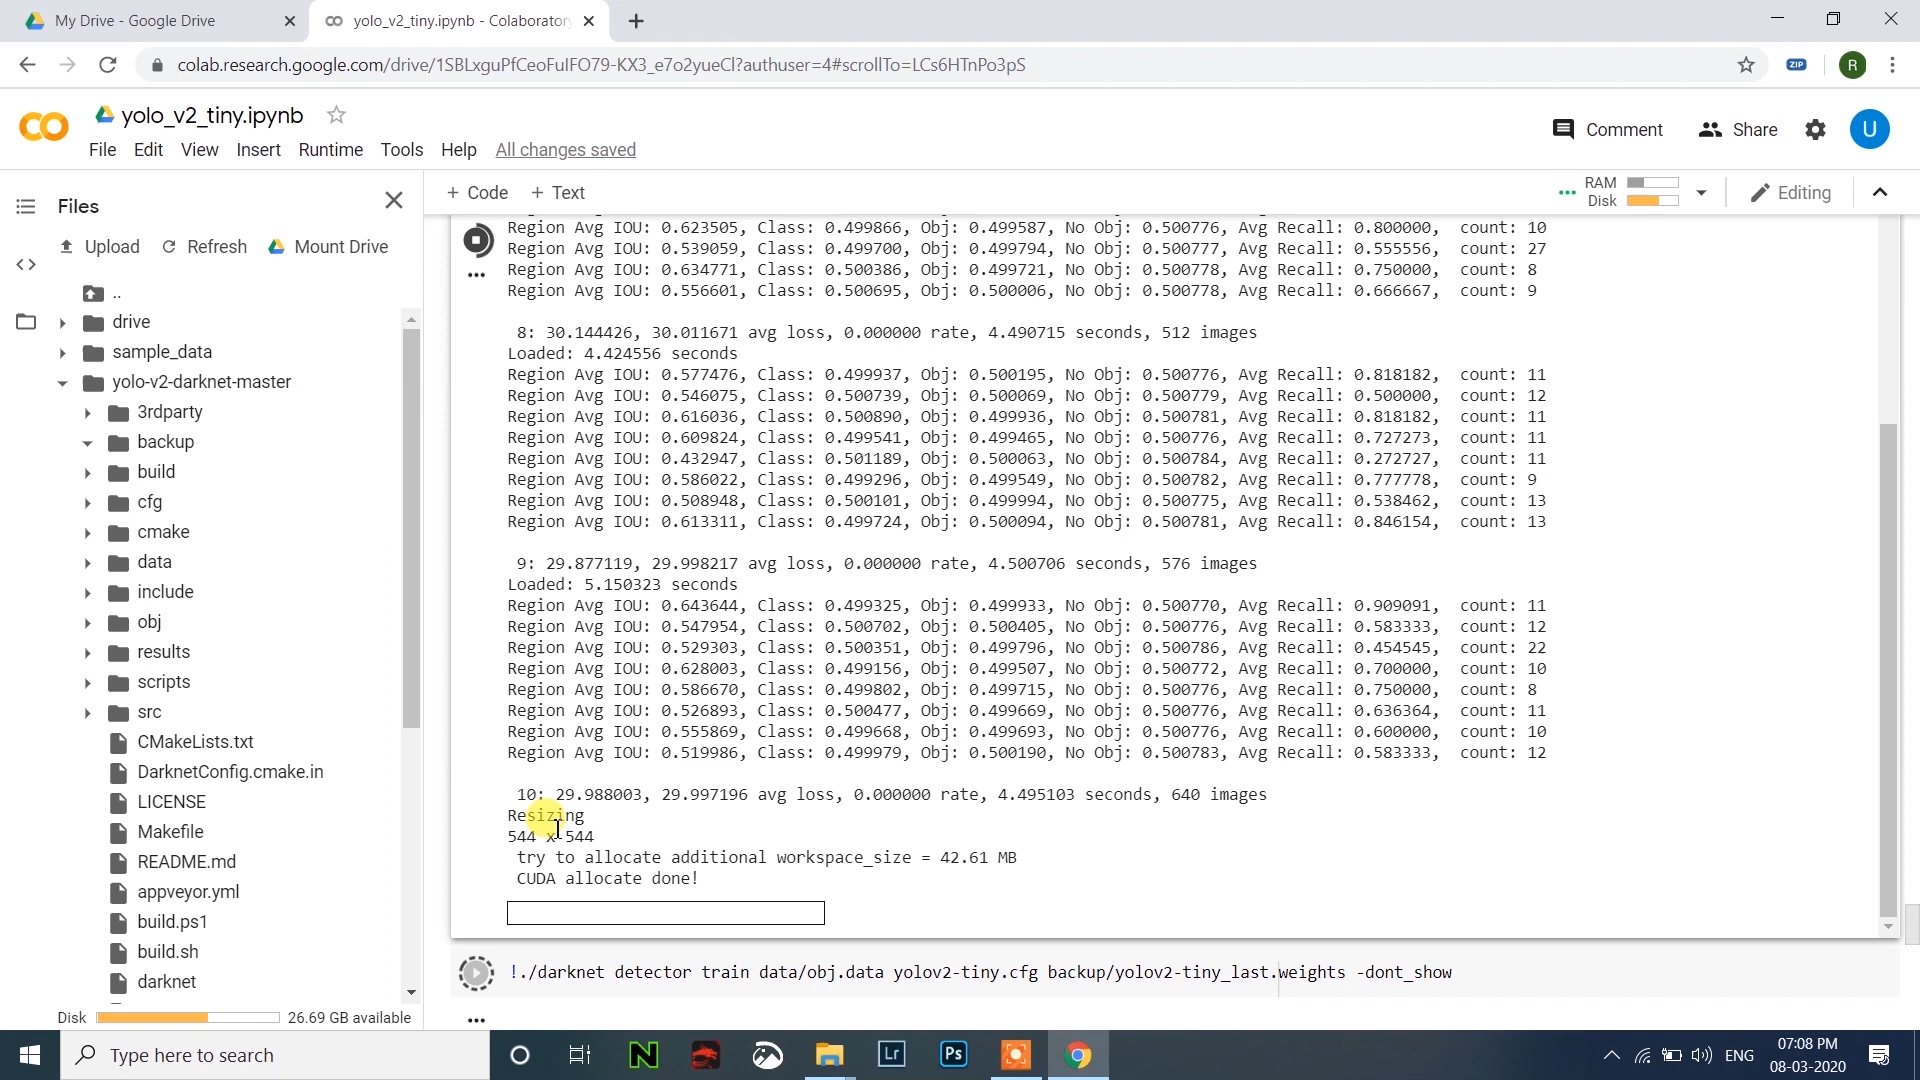 My Drive - Google Drive
yolo_v2_tiny.ipynb - Colaboratory
colab.research.google.com/drive/1SBLxguPfCeoFuIFO79-KX3_e7o2yueCl?authuser=4#scrollTo=LCs6HTnPo3pS
ZIP
R
yolo_v2_tiny.ipynb
Comment
Share
U
File Edit View Insert Runtime Tools Help All changes saved
Files
+ Code + Text
RAM
Disk
Editing
Upload Refresh Mount Drive
..
drive
sample_data
yolo-v2-darknet-master
3rdparty
backup
build
cfg
cmake
data
include
obj
results
scripts
src
CMakeLists.txt
DarknetConfig.cmake.in
LICENSE
Makefile
README.md
appveyor.yml
build.ps1
build.sh
darknet
Disk 26.69 GB available
Region Avg IOU: 0.623505, Class: 0.499866, Obj: 0.499587, No Obj: 0.500776, Avg Recall: 0.800000, count: 10
Region Avg IOU: 0.539059, Class: 0.499700, Obj: 0.499794, No Obj: 0.500777, Avg Recall: 0.555556, count: 27
Region Avg IOU: 0.634771, Class: 0.500386, Obj: 0.499721, No Obj: 0.500778, Avg Recall: 0.750000, count: 8
Region Avg IOU: 0.556601, Class: 0.500695, Obj: 0.500006, No Obj: 0.500778, Avg Recall: 0.666667, count: 9
8: 30.144426, 30.011671 avg loss, 0.000000 rate, 4.490715 seconds, 512 images
Loaded: 4.424556 seconds
Region Avg IOU: 0.577476, Class: 0.499937, Obj: 0.500195, No Obj: 0.500776, Avg Recall: 0.818182, count: 11
Region Avg IOU: 0.546075, Class: 0.500739, Obj: 0.500069, No Obj: 0.500779, Avg Recall: 0.500000, count: 12
Region Avg IOU: 0.616036, Class: 0.500890, Obj: 0.499936, No Obj: 0.500781, Avg Recall: 0.818182, count: 11
Region Avg IOU: 0.609824, Class: 0.499541, Obj: 0.499465, No Obj: 0.500776, Avg Recall: 0.727273, count: 11
Region Avg IOU: 0.432947, Class: 0.501189, Obj: 0.500063, No Obj: 0.500784, Avg Recall: 0.272727, count: 11
Region Avg IOU: 0.586022, Class: 0.499296, Obj: 0.499549, No Obj: 0.500782, Avg Recall: 0.777778, count: 9
Region Avg IOU: 0.508948, Class: 0.500101, Obj: 0.499994, No Obj: 0.500775, Avg Recall: 0.538462, count: 13
Region Avg IOU: 0.613311, Class: 0.499724, Obj: 0.500094, No Obj: 0.500781, Avg Recall: 0.846154, count: 13
9: 29.877119, 29.998217 avg loss, 0.000000 rate, 4.500706 seconds, 576 images
Loaded: 5.150323 seconds
Region Avg IOU: 0.643644, Class: 0.499325, Obj: 0.499933, No Obj: 0.500770, Avg Recall: 0.909091, count: 11
Region Avg IOU: 0.547954, Class: 0.500702, Obj: 0.500405, No Obj: 0.500776, Avg Recall: 0.583333, count: 12
Region Avg IOU: 0.529303, Class: 0.500351, Obj: 0.499796, No Obj: 0.500786, Avg Recall: 0.454545, count: 22
Region Avg IOU: 0.628003, Class: 0.499156, Obj: 0.499507, No Obj: 0.500772, Avg Recall: 0.700000, count: 10
Region Avg IOU: 0.586670, Class: 0.499802, Obj: 0.499715, No Obj: 0.500776, Avg Recall: 0.750000, count: 8
Region Avg IOU: 0.526893, Class: 0.500477, Obj: 0.499669, No Obj: 0.500776, Avg Recall: 0.636364, count: 11
Region Avg IOU: 0.555869, Class: 0.499668, Obj: 0.499693, No Obj: 0.500776, Avg Recall: 0.600000, count: 10
Region Avg IOU: 0.519986, Class: 0.499979, Obj: 0.500190, No Obj: 0.500783, Avg Recall: 0.583333, count: 12
10: 29.988003, 29.997196 avg loss, 0.000000 rate, 4.495103 seconds, 640 images
Resizing
544 x 544
try to allocate additional workspace_size = 42.61 MB
CUDA allocate done!
!./darknet detector train data/obj.data yolov2-tiny.cfg backup/yolov2-tiny_last.weights -dont_show
Type here to search
Lr
Ps
ENG
07:08 PM
08-03-2020